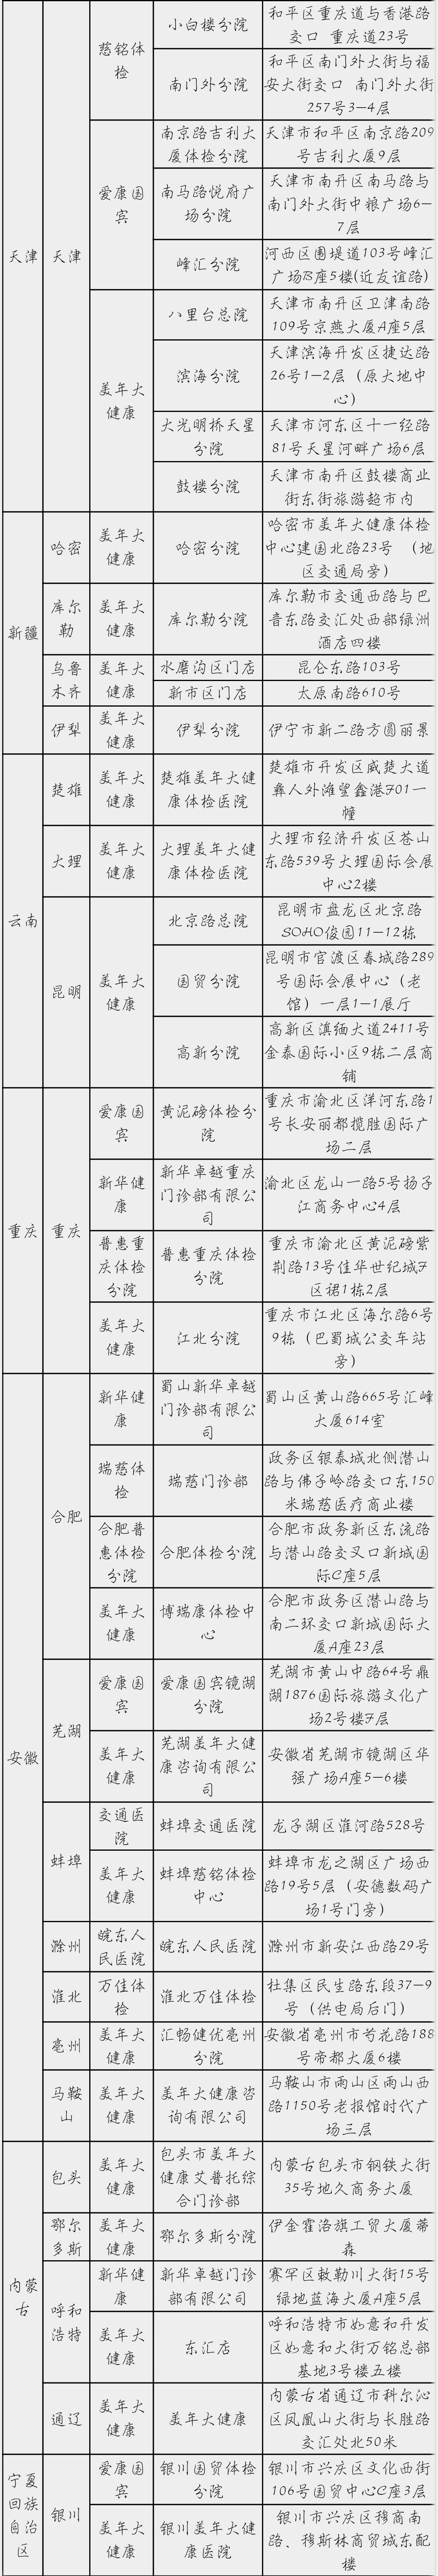 天津
天津
慈铭体
检
小白楼分院
和平区重庆道与香港路
交口 重庆道23号
南门外分院
和平区南门外大街与福
安大街交口 南门外大街
257号3-4层
爱康国
宾
南京路吉利大
厦体检分院
天津市和平区南京路209
号吉利大厦9层
南马路悦府广
场分院
天津市南开区南马路与
南门外大街中粮广场6-
7层
峰汇分院
河西区围堤道103号峰汇
广场B座5楼(近友谊路)
美年大
健康
八里台总院
天津市南开区卫津南路
109号京燕大厦A座5层
滨海分院
天津滨海开发区捷达路
26号1-2层（原大地中
心）
大光明桥天星
分院
天津市河东区十一经路
81号天星河畔广场6层
鼓楼分院
天津市南开区鼓楼商业
街东街旅游超市内
新疆
哈密
美年大
健康
哈密分院
哈密市美年大健康体检
中心建国北路23号 （地
区交通局旁）
库尔
勒
美年大
健康
库尔勒分院
库尔勒市交通西路与巴
音东路交汇处西部绿洲
酒店四楼
乌鲁
木齐
美年大
健康
水磨沟区门店
昆仑东路103号
新市区门店
太原南路610号
伊犁
美年大
健康
伊犁分院
伊宁市新二路方圆丽景
云南
楚雄
美年大
健康
楚雄美年大健
康体检医院
楚雄市开发区威楚大道
彝人外滩望鑫港F01一
幢
大理
美年大
健康
大理美年大健
康体检医院
大理市经济开发区苍山
东路539号大理国际会展
中心2楼
昆明
美年大
健康
北京路总院
昆明市盘龙区北京路
SOHO俊园11-12栋
国贸分院
昆明市官渡区春城路289
号国际会展中心（老
馆）一层1-1展厅
高新分院
高新区滇缅大道2411号
金泰国际小区9栋二层商
铺
重庆
重庆
爱康国
宾
黄泥磅体检分
院
重庆市渝北区洋河东路1
号长安丽都揽胜国际广
场二层
新华健
康
新华卓越重庆
门诊部有限公
司
渝北区龙山一路5号扬子
江商务中心4层
普惠重
庆体检
分院
普惠重庆体检
分院
重庆市渝北区黄泥磅紫
荆路13号佳华世纪城F
区裙1栋2层
美年大
健康
江北分院
重庆市江北区海尔路6号
9栋（巴蜀城公交车站
旁）
安徽
合肥
新华健
康
蜀山新华卓越
门诊部有限公
司
蜀山区黄山路665号汇峰
大厦614室
瑞慈体
检
瑞慈门诊部
政务区银泰城北侧潜山
路与佛子岭路交口东150
米瑞慈医疗商业楼
合肥普
惠体检
分院
合肥体检分院
合肥市政务新区东流路
与潜山路交叉口新城国
际C座5层
美年大
健康
博瑞康体检中
心
合肥市政务区潜山路与
南二环交口新城国际大
厦A座23层
芜湖
爱康国
宾
爱康国宾镜湖
分院
芜湖市黄山中路64号鼎
湖1876国际旅游文化广
场2号楼F层
美年大
健康
芜湖美年大健
康咨询有限公
司
安徽省芜湖市镜湖区华
强广场A座5-6楼
蚌埠
交通医
院
蚌埠交通医院
龙子湖区淮河路528号
美年大
健康
蚌埠慈铭体检
中心
蚌埠市龙之湖区广场西
路19号5层（安德数码广
场1号门旁）
滁州
皖东人
民医院
皖东人民医院
滁州市新安江西路29号
淮北
万佳体
检
淮北万佳体检
杜集区民生路东段37-9
号（供电局后门）
亳州
美年大
健康
汇畅健优亳州
分院
安徽省亳州市芍花路188
号帝都大厦6楼
马鞍
山
美年大
健康
美年大健康咨
询有限公司
马鞍山市雨山区雨山西
路1150号老报馆时代广
场三层
内蒙
古
包头
美年大
健康
包头市美年大
健康艾普托综
合门诊部
内蒙古包头市钢铁大街
35号地久商务大厦
鄂尔
多斯
美年大
健康
鄂尔多斯分院
伊金霍洛旗工贸大厦蒂
森
呼和
浩特
新华健
康
新华卓越门诊
部有限公司
赛罕区敕勒川大街15号
绿地蓝海大厦A座5层
美年大
健康
东汇店
呼和浩特市如意和开发
区如意和大街万铭总部
基地3号楼五楼
通辽
美年大
健康
美年大健康
内蒙古省通辽市科尔沁
区凤凰山大街与长胜路
交汇处北50米
宁夏
回族
自治
区
银川
爱康国
宾
银川国贸体检
分院
银川市兴庆区文化西街
106号国贸中心C座3层
美年大
健康
银川美年大健
康医院
银川市兴庆区穆商南
路、穆斯林商贸城东配
楼